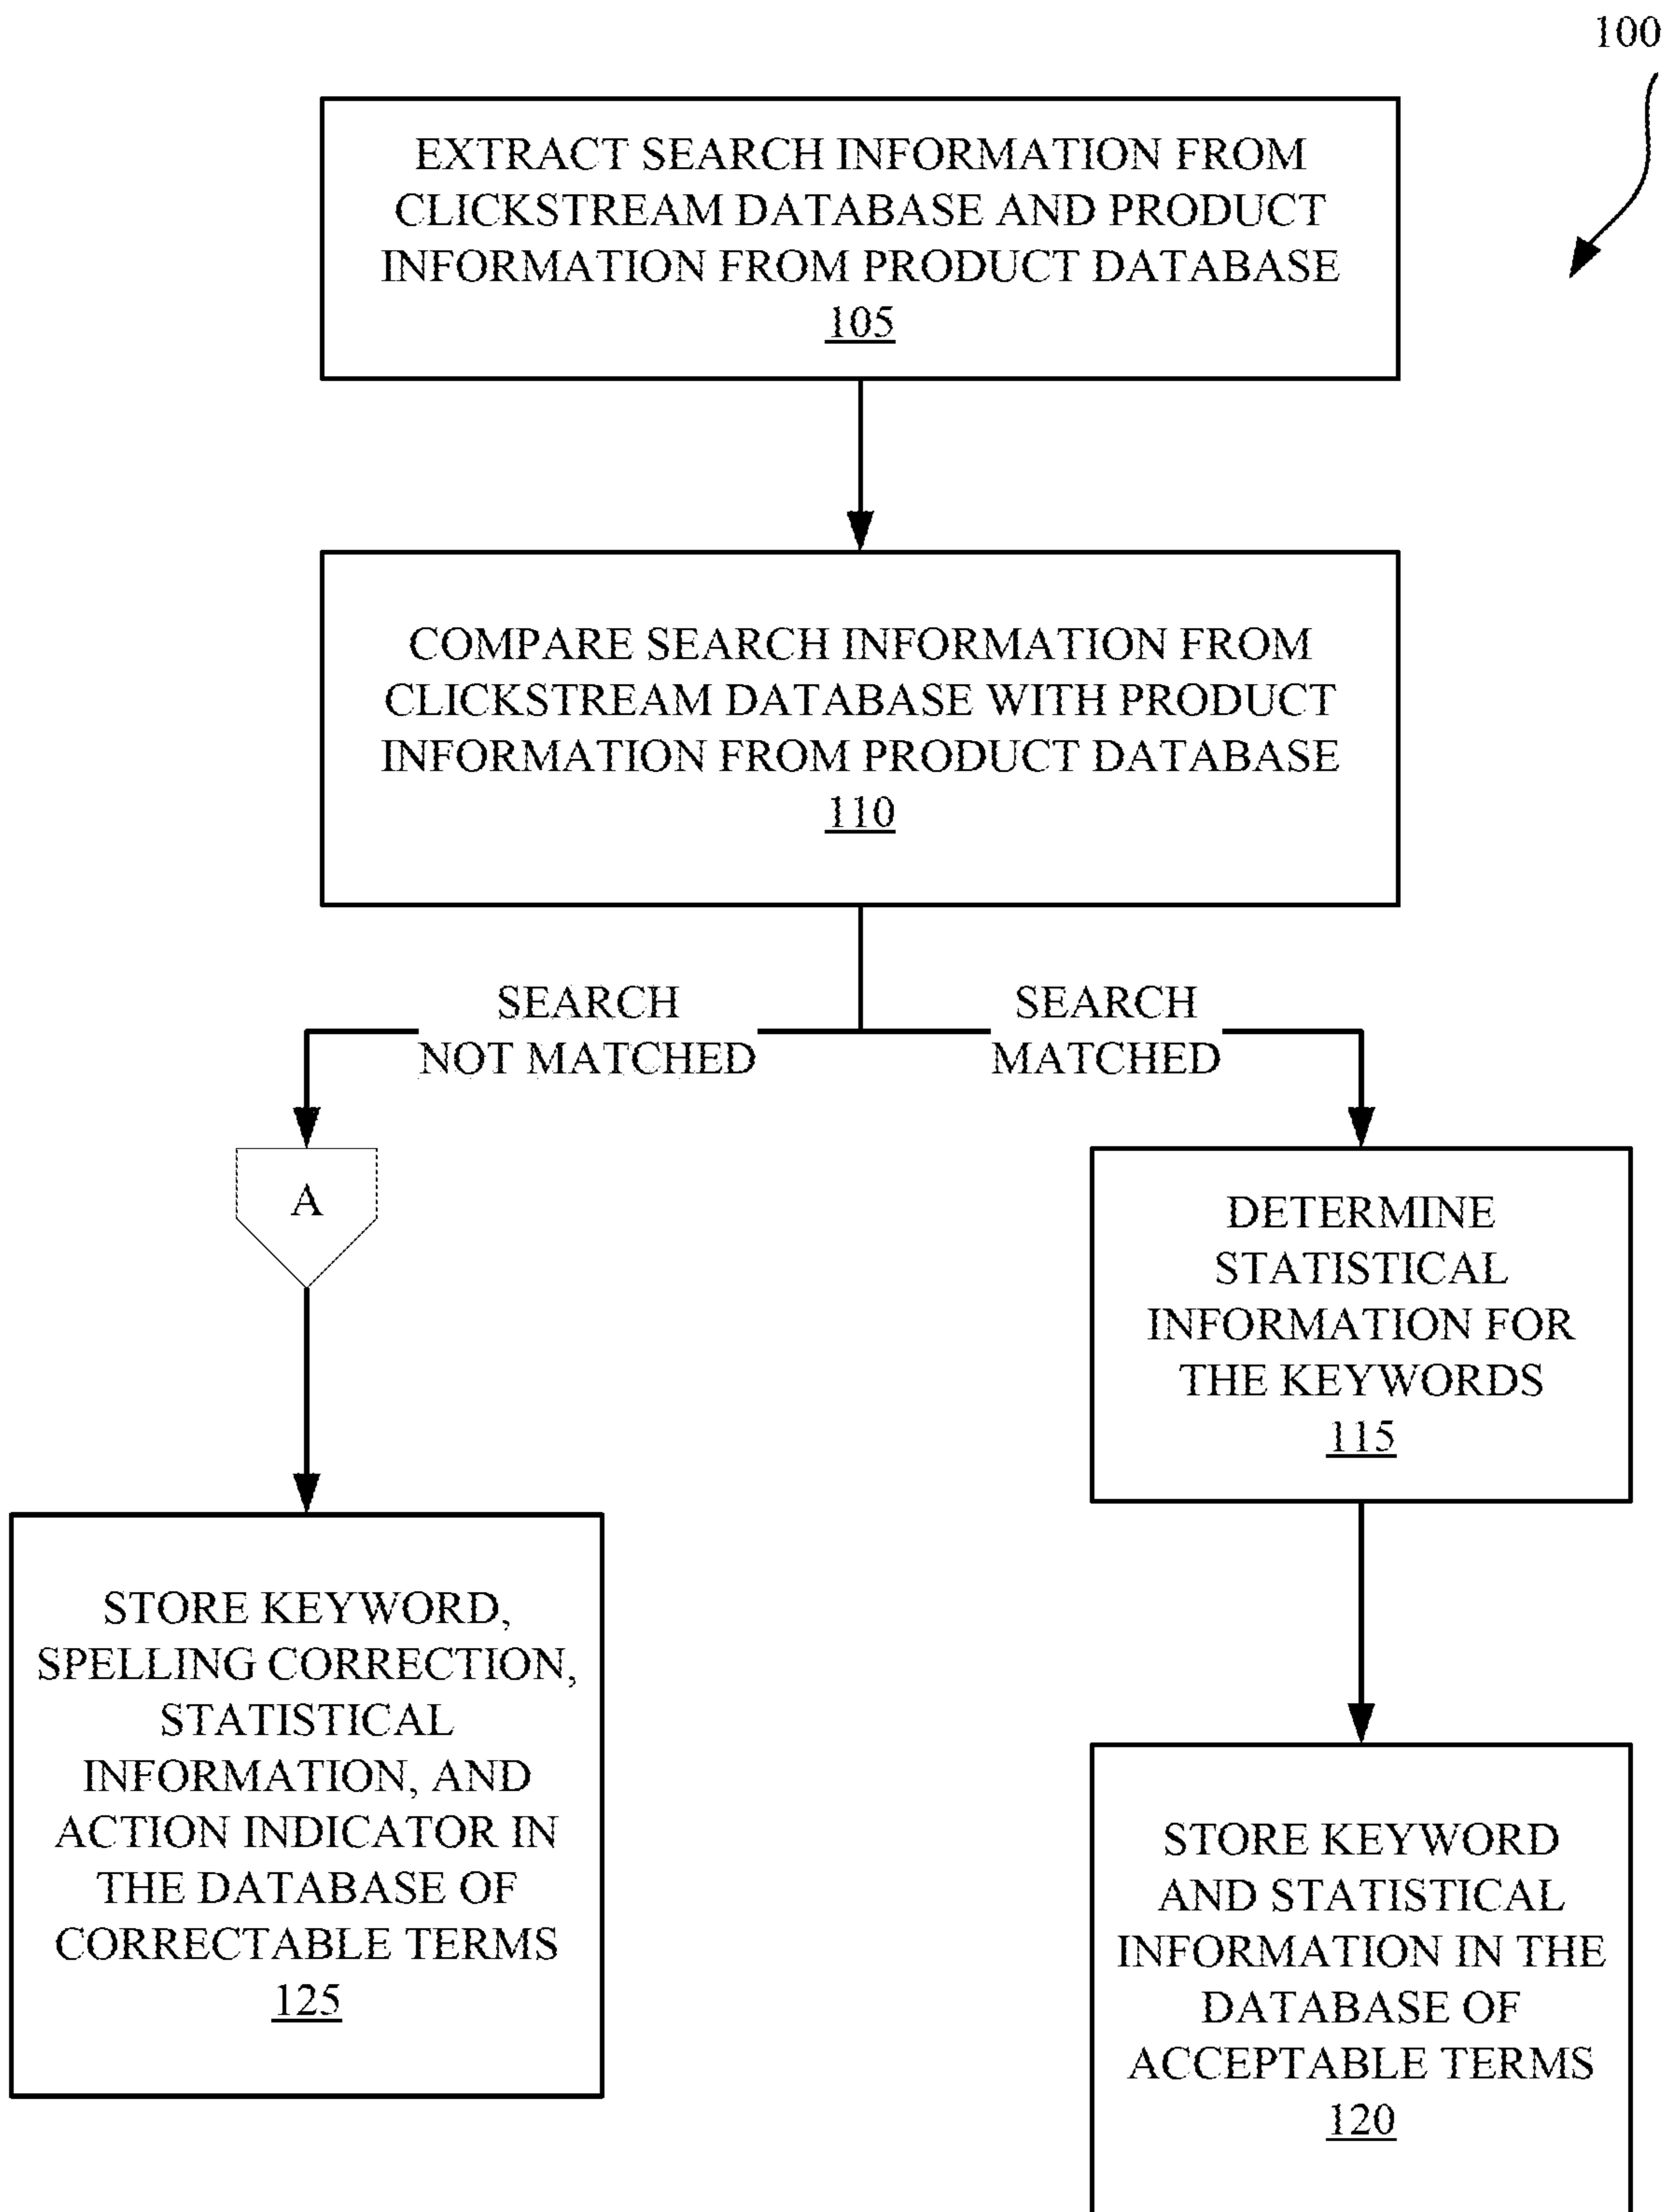 100
EXTRACT SEARCH INFORMATION FROM
CLICKSTREAM DATABASE AND PRODUCT
INFORMATION FROM PRODUCT DATABASE
105
COMPARE SEARCH INFORMATION FROM
CLICKSTREAM DATABASE WITH PRODUCT
INFORMATION FROM PRODUCT DATABASE
110
SEARCH
NOT MATCHED
SEARCH
MATCHED
A
DETERMINE
STATISTICAL
INFORMATION FOR
THE KEYWORDS
115
STORE KEYWORD,
SPELLING CORRECTION,
STATISTICAL
INFORMATION, AND
ACTION INDICATOR IN
THE DATABASE OF
CORRECTABLE TERMS
125
STORE KEYWORD
AND STATISTICAL
INFORMATION IN THE
DATABASE OF
ACCEPTABLE TERMS
120